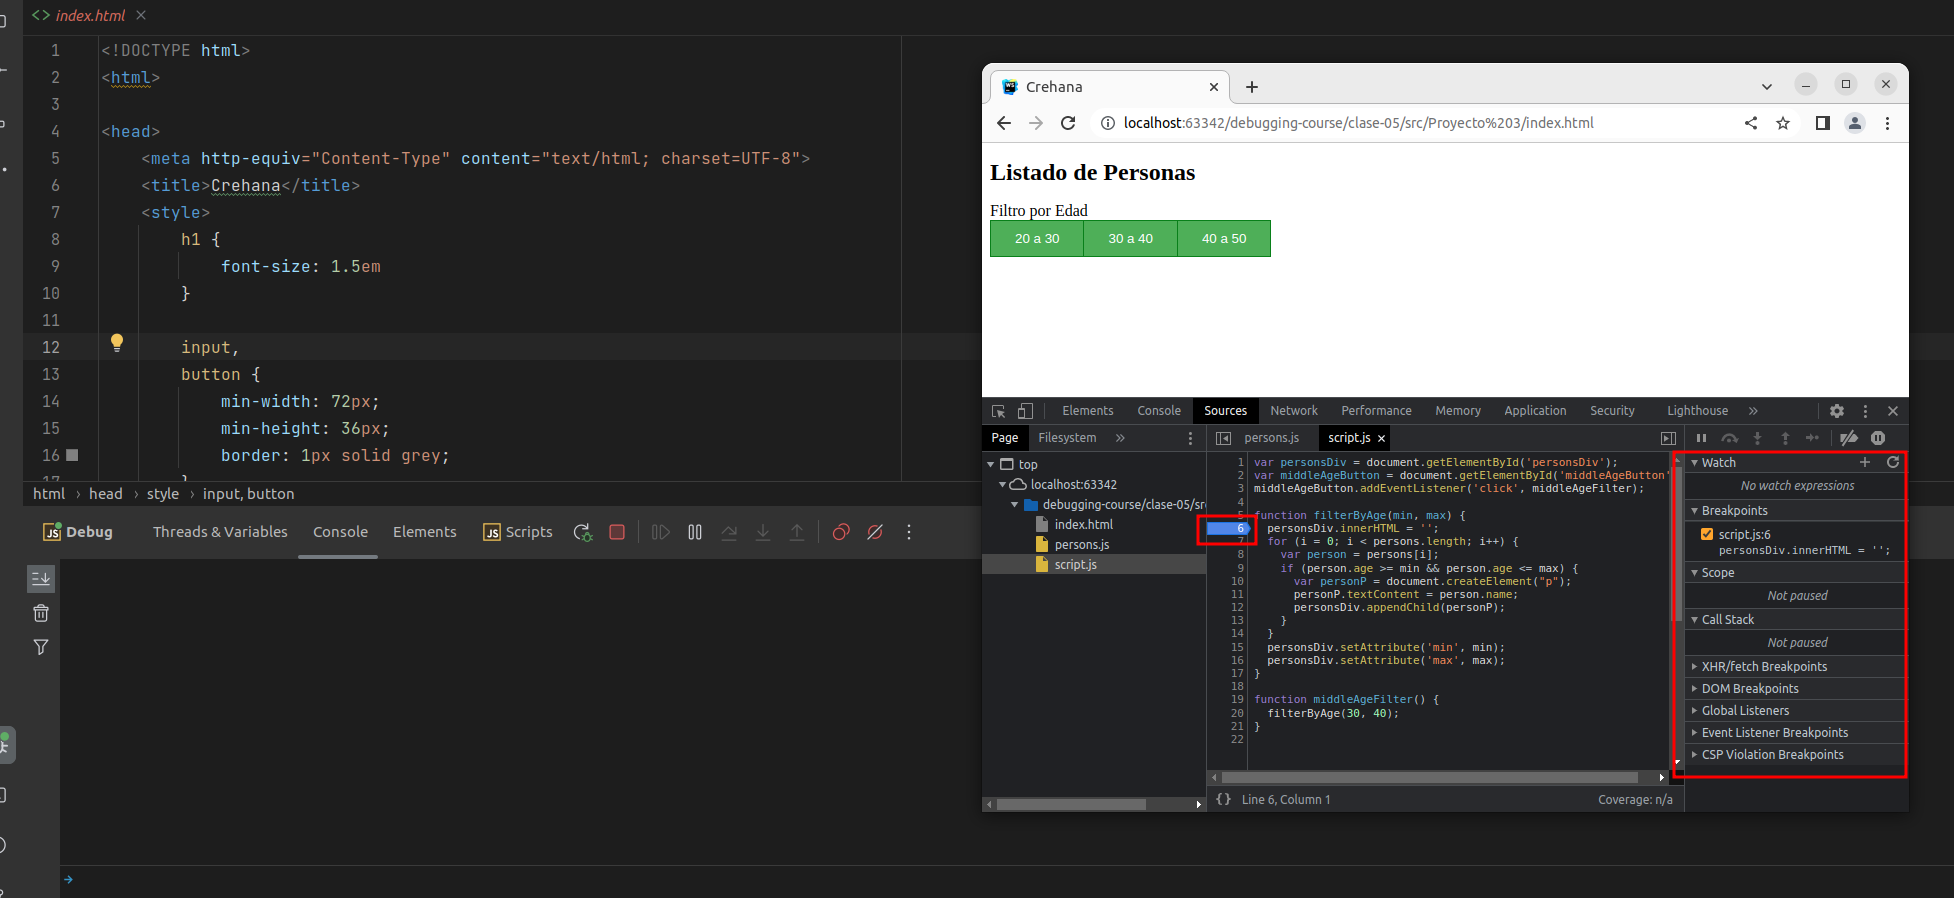 index.html
1 <!DOCTYPE html>
2 <html>
3
4 <head>
5 <meta http-equiv="Content-Type" content="text/html; charset=UTF-8">
6 <title>Crehana</title>
7 <style>
8 h1 {
9 font-size: 1.5em
10 }
11
12 input,
13 button {
14 min-width: 72px;
15 min-height: 36px;
16 border: 1px solid grey;
html › head › style › input, button
Debug Threads & Variables Console Elements Scripts
Crehana
localhost:63342/debugging-course/clase-05/src/Proyecto%203/index.html
Listado de Personas
Filtro por Edad
20 a 30 30 a 40 40 a 50
Elements Console Sources Network Performance Memory Application Security Lighthouse »
Page Filesystem »
top
localhost:63342
debugging-course/clase-05/sr
index.html
persons.js
script.js
persons.js script.js
1 var personsDiv = document.getElementById('personsDiv');
2 var middleAgeButton = document.getElementById('middleAgeButton'
3 middleAgeButton.addEventListener('click', middleAgeFilter);
4
5 function filterByAge(min, max) {
6 personsDiv.innerHTML = '';
7 for (i = 0; i < persons.length; i++) {
8 var person = persons[i];
9 if (person.age >= min && person.age <= max) {
10 var personP = document.createElement("p");
11 personP.textContent = person.name;
12 personsDiv.appendChild(personP);
13 }
14 }
15 personsDiv.setAttribute('min', min);
16 personsDiv.setAttribute('max', max);
17 }
18
19 function middleAgeFilter() {
20 filterByAge(30, 40);
21 }
22
{} Line 6, Column 1 Coverage: n/a
Watch
No watch expressions
Breakpoints
script.js:6
personsDiv.innerHTML = '';
Scope
Not paused
Call Stack
Not paused
XHR/fetch Breakpoints
DOM Breakpoints
Global Listeners
Event Listener Breakpoints
CSP Violation Breakpoints